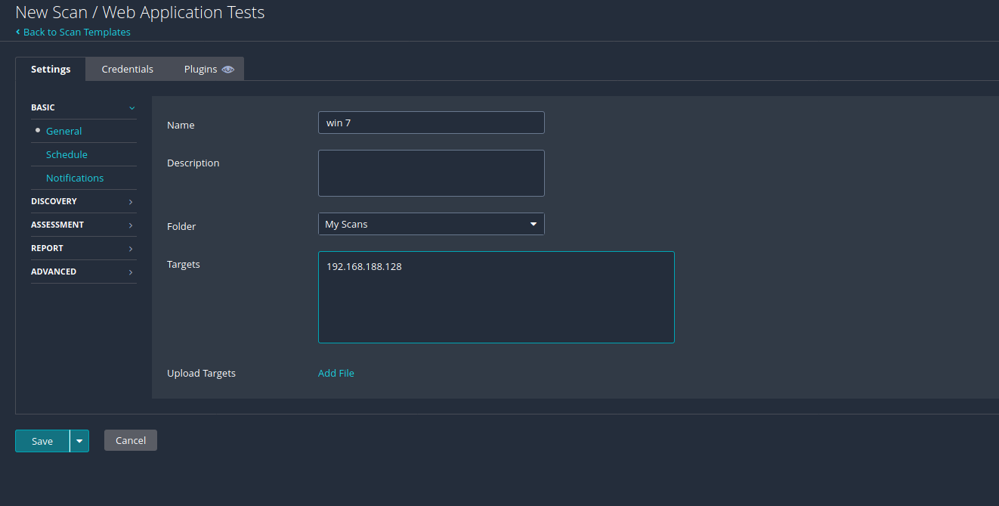 New Scan / Web Application Tests
‹ Back to Scan Templates
Settings
Credentials
Plugins
BASIC
General
Schedule
Notifications
DISCOVERY
ASSESSMENT
REPORT
ADVANCED
Name
win 7
Description
Folder
My Scans
Targets
192.168.188.128
Upload Targets
Add File
Save
Cancel